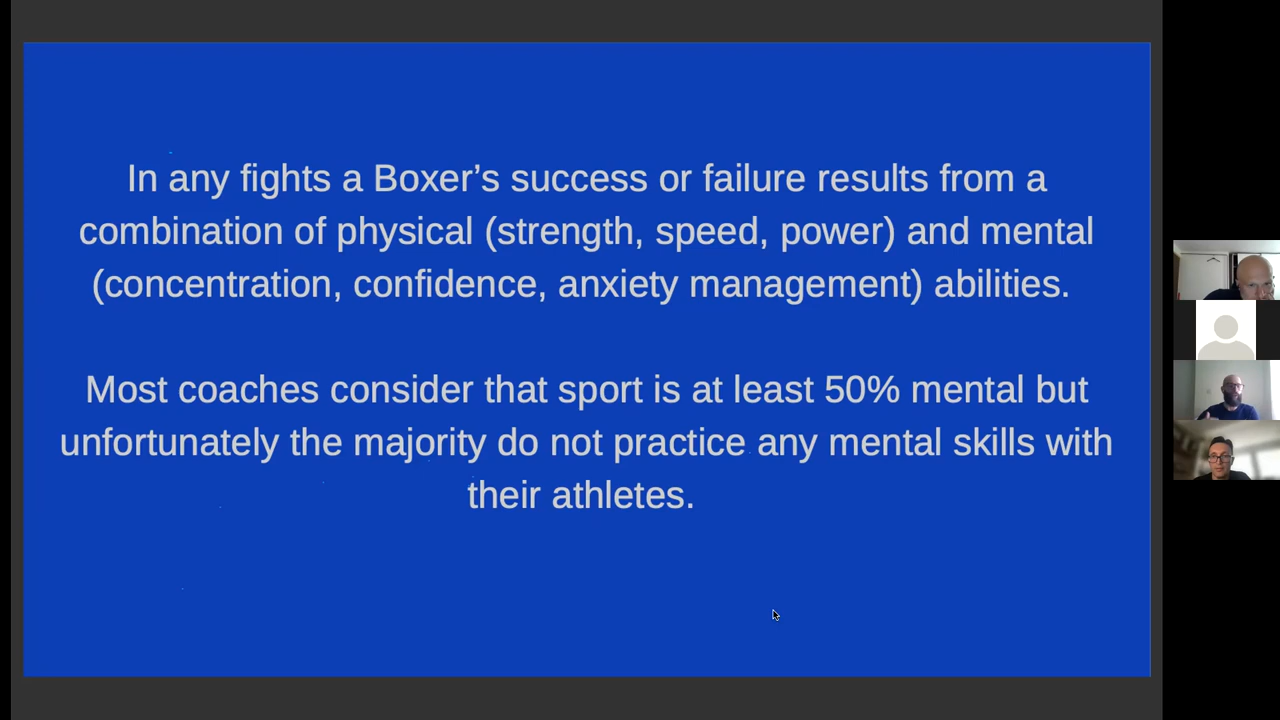 In any fights a Boxer’s success or failure results from a
combination of physical (strength, speed, power) and mental
(concentration, confidence, anxiety management) abilities.
Most coaches consider that sport is at least 50% mental but
unfortunately the majority do not practice any mental skills with
their athletes.